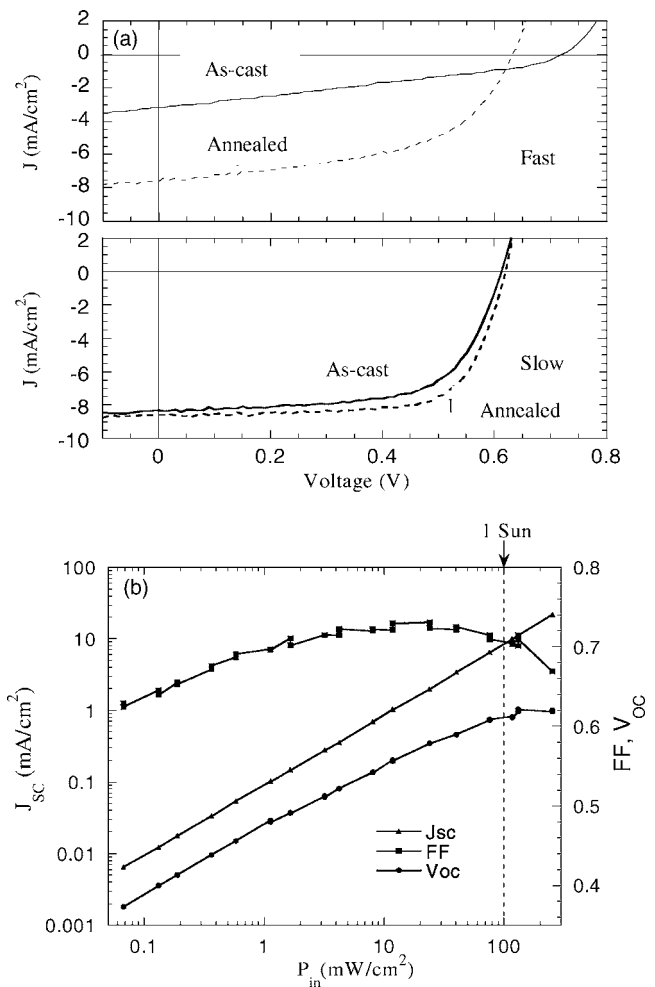 (a)
2
0
-2
-4
-6
-8
-10
J (mA/cm²)
As-cast
Annealed
Fast
2
0
-2
-4
-6
-8
-10
J (mA/cm²)
As-cast
Slow
Annealed
0
0.2
0.4
0.6
0.8
Voltage (V)
1 Sun
(b)
100
10
1
0.1
0.01
0.001
J_SC (mA/cm²)
0.8
0.7
0.6
0.5
0.4
FF, V_OC
Jsc
FF
Voc
0.1
1
10
100
P_in(mW/cm²)